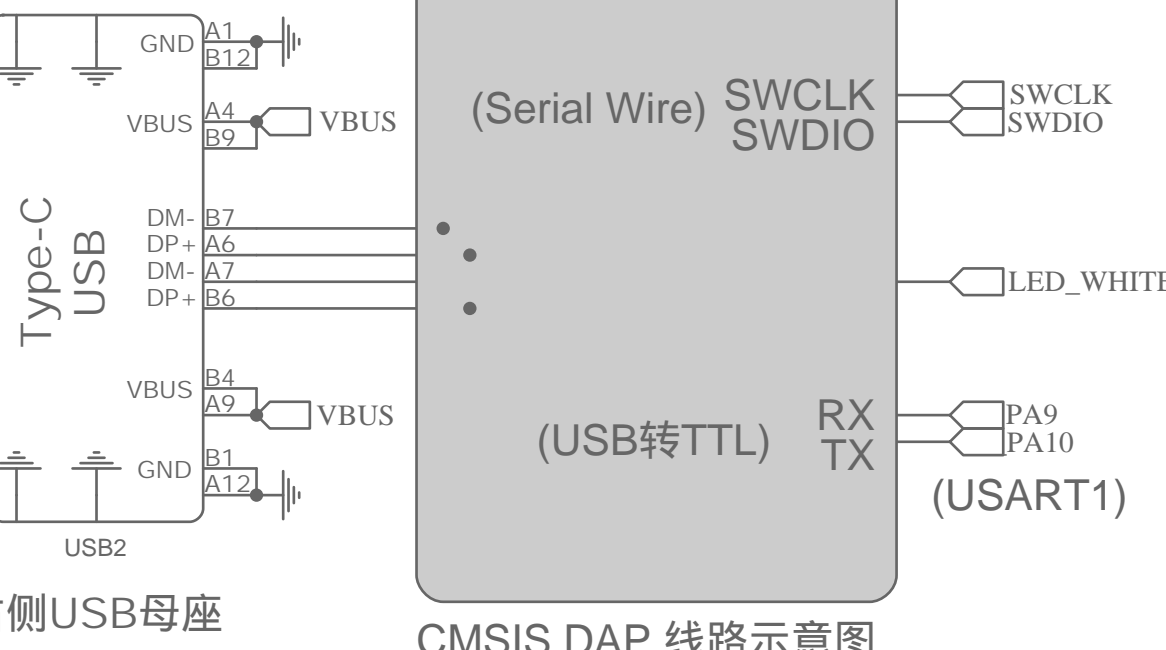 GND
A1
B12
VBUS
A4
B9
VBUS
Type-C
USB
DM- B7
DP+ A6
DM- A7
DP+ B6
VBUS
B4
A9
VBUS
GND
B1
A12
USB2
侧USB母座
(Serial Wire)
SWCLK
SWDIO
SWCLK
SWDIO
LED_WHITE
(USB转TTL)
RX
TX
PA9
PA10
(USART1)
CMSIS DAP 线路示意图